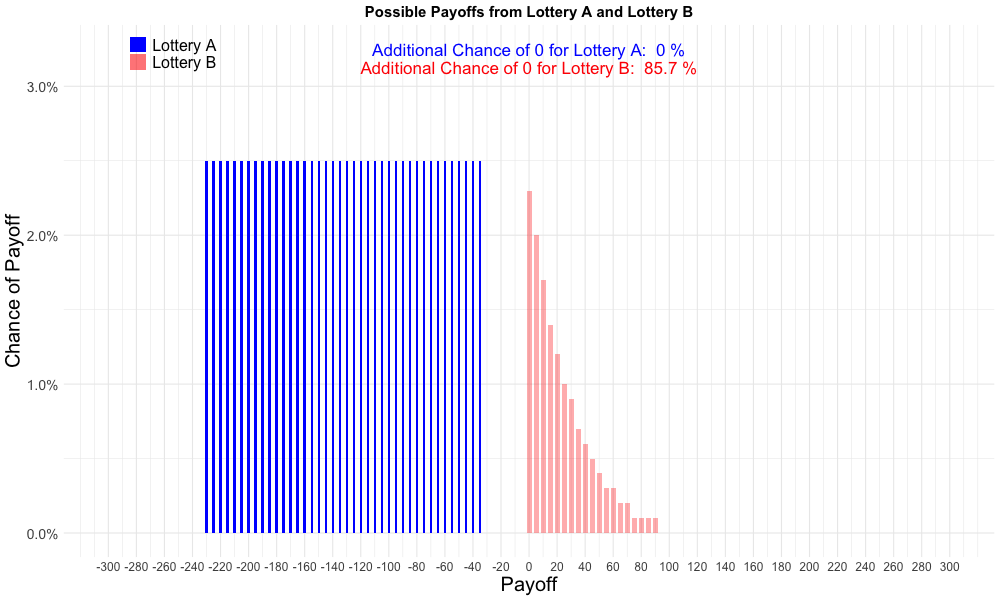 Possible Payoffs from Lottery A and Lottery B
Lottery A
Lottery B
Additional Chance of 0 for Lottery A:  0 %
Additional Chance of 0 for Lottery B:  85.7 %
Chance of Payoff
3.0%
2.0%
1.0%
0.0%
-300 -280 -260 -240 -220 -200 -180 -160 -140 -120 -100 -80 -60 -40 -20 0 20 40 60 80 100 120 140 160 180 200 220 240 260 280 300
Payoff